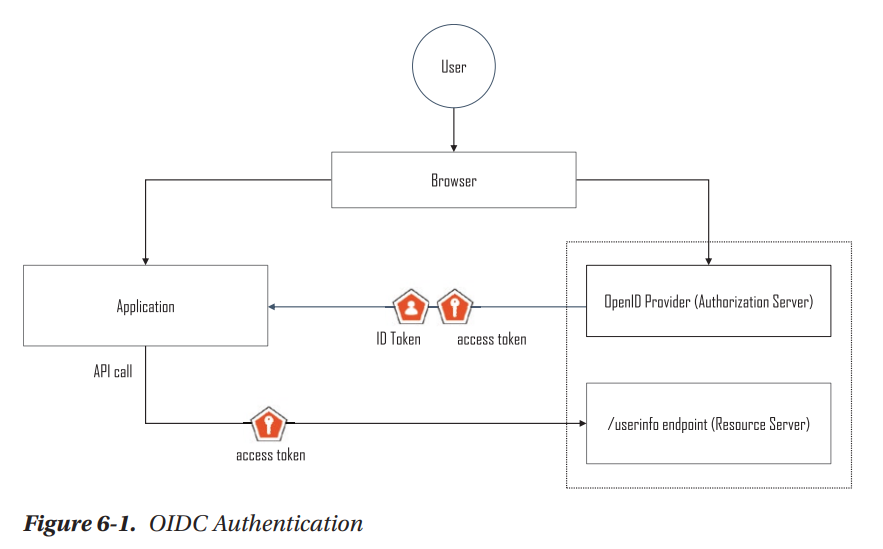 User
Browser
Application
OpenID Provider (Authorization Server)
ID Token
access token
API call
/userinfo endpoint (Resource Server)
access token
Figure 6-1. OIDC Authentication